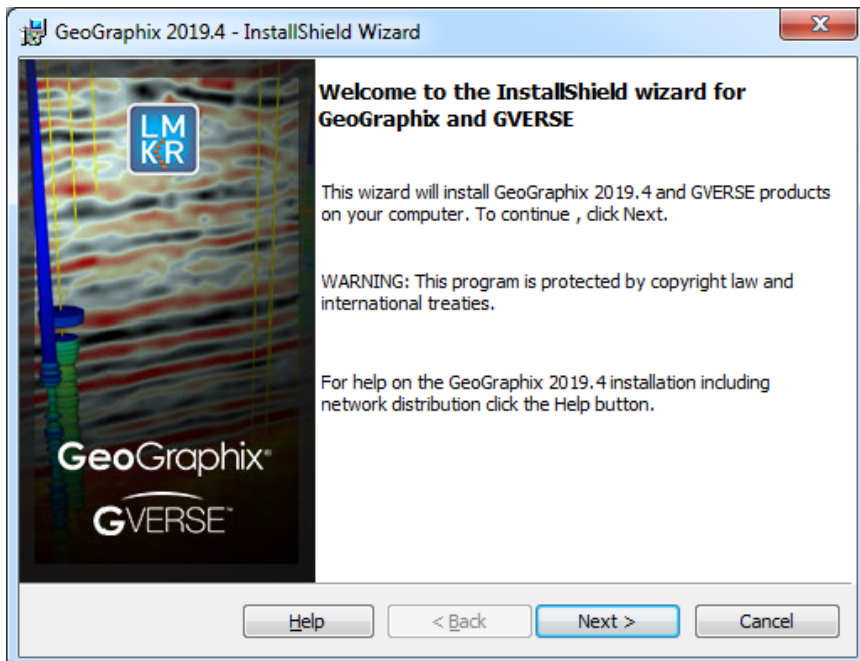 GeoGraphix 2019.4 - InstallShield Wizard
X
LM
KR
GeoGraphix®
GVERSE™
Welcome to the InstallShield wizard for
GeoGraphix and GVERSE
This wizard will install GeoGraphix 2019.4 and GVERSE products
on your computer. To continue , click Next.
WARNING: This program is protected by copyright law and
international treaties.
For help on the GeoGraphix 2019.4 installation including
network distribution click the Help button.
Help
< Back
Next >
Cancel